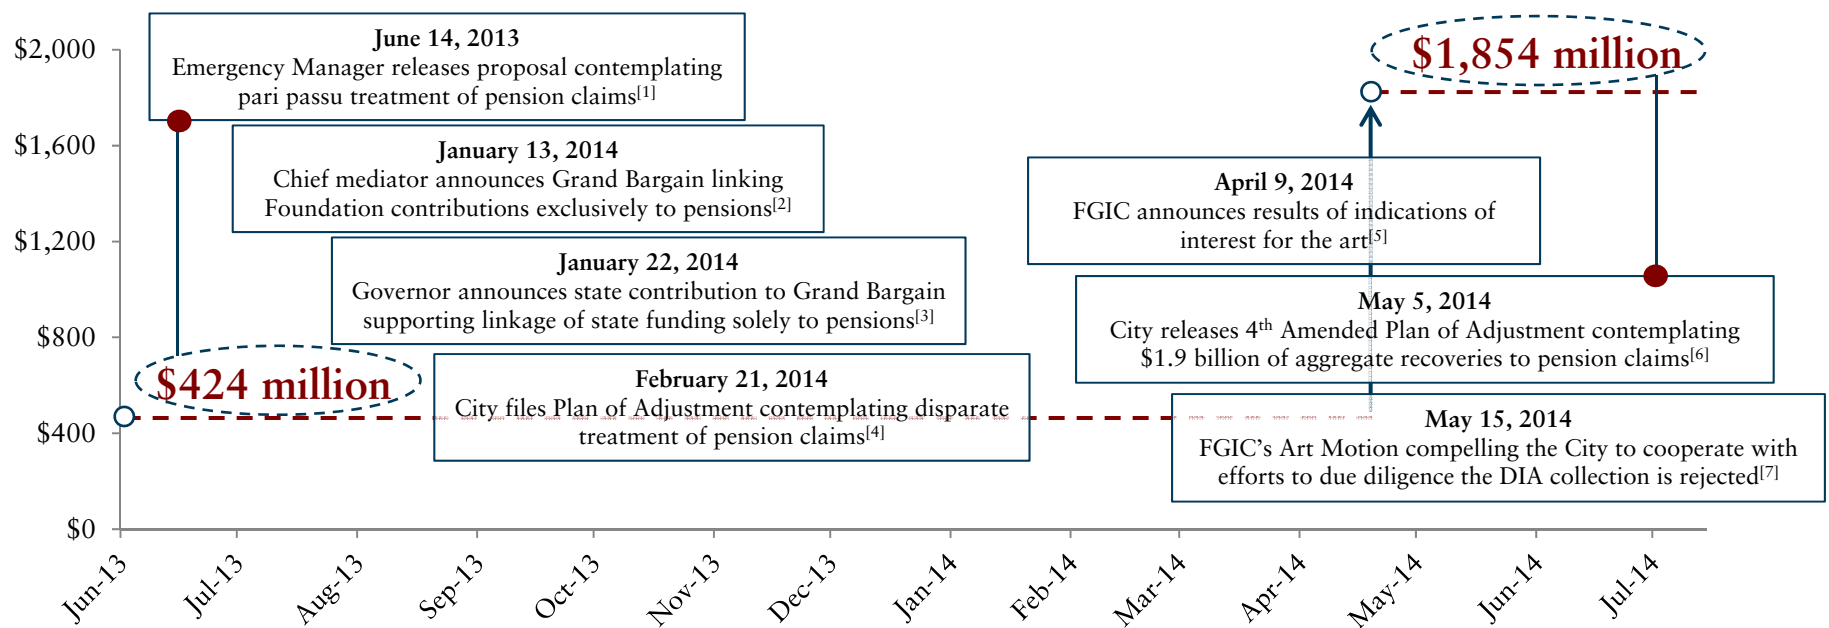 $2,000
$1,600
$1,200
$800
$400
$0
June 14, 2013
Emergency Manager releases proposal contemplating
pari passu treatment of pension claims[1]
January 13, 2014
Chief mediator announces Grand Bargain linking
Foundation contributions exclusively to pensions[2]
January 22, 2014
Governor announces state contribution to Grand Bargain
supporting linkage of state funding solely to pensions[3]
$424 million
February 21, 2014
City files Plan of Adjustment contemplating disparate
treatment of pension claims[4]
$1,854 million
April 9, 2014
FGIC announces results of indications of
interest for the art[5]
May 5, 2014
City releases 4th Amended Plan of Adjustment contemplating
$1.9 billion of aggregate recoveries to pension claims[6]
May 15, 2014
FGIC’s Art Motion compelling the City to cooperate with
efforts to due diligence the DIA collection is rejected[7]
Jun-13
Jul-13
Aug-13
Sep-13
Oct-13
Nov-13
Dec-13
Jan-14
Feb-14
Mar-14
Apr-14
May-14
Jun-14
Jul-14